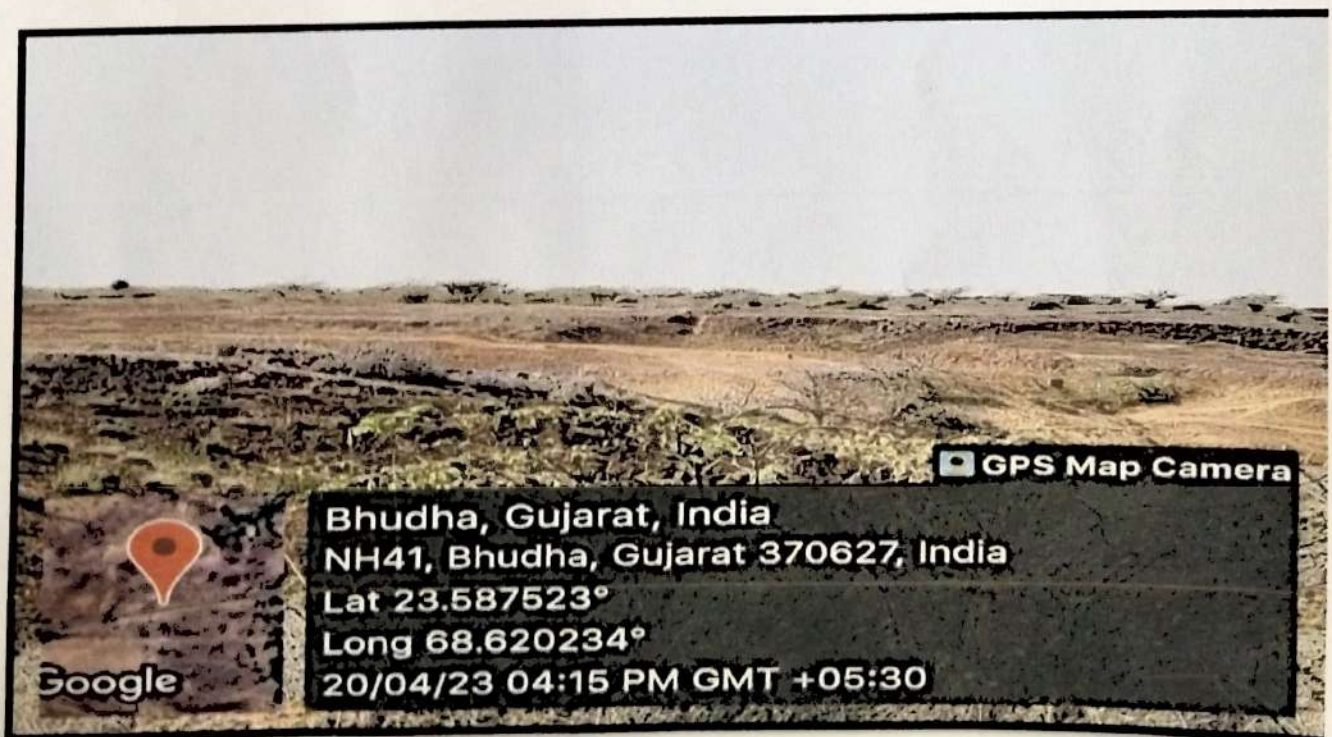 GPS Map Camera
Bhudha, Gujarat, India
NH41, Bhudha, Gujarat 370627, India
Lat 23.587523°
Long 68.620234°
20/04/23 04:15 PM GMT +05:30
Google